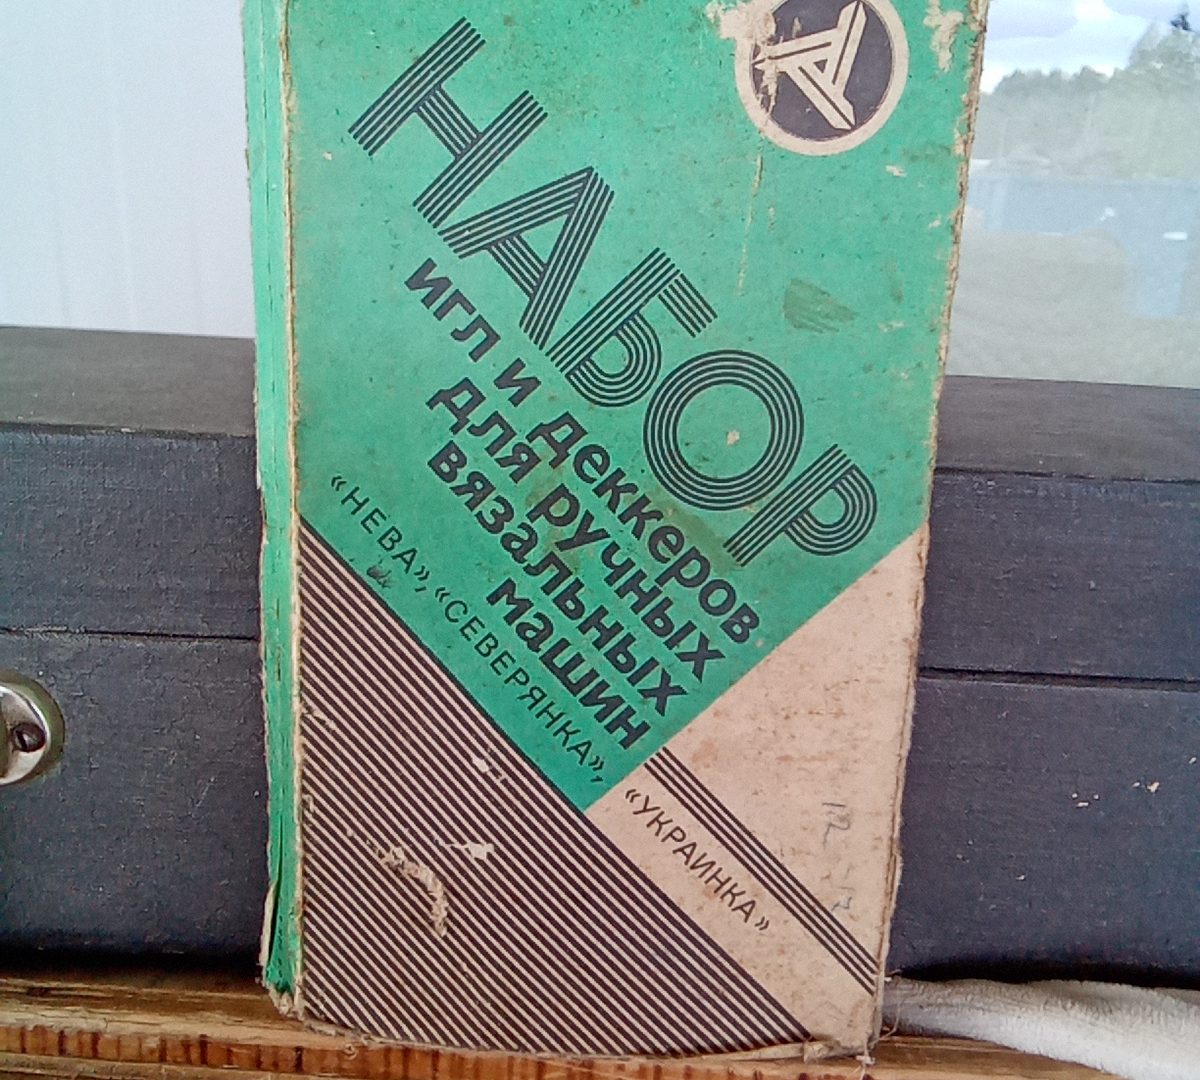 НАБОР
игл и деккеров
для ручных
вязальных
машин
«НЕВА», «СЕВЕРЯНКА»,
«УКРАИНКА»